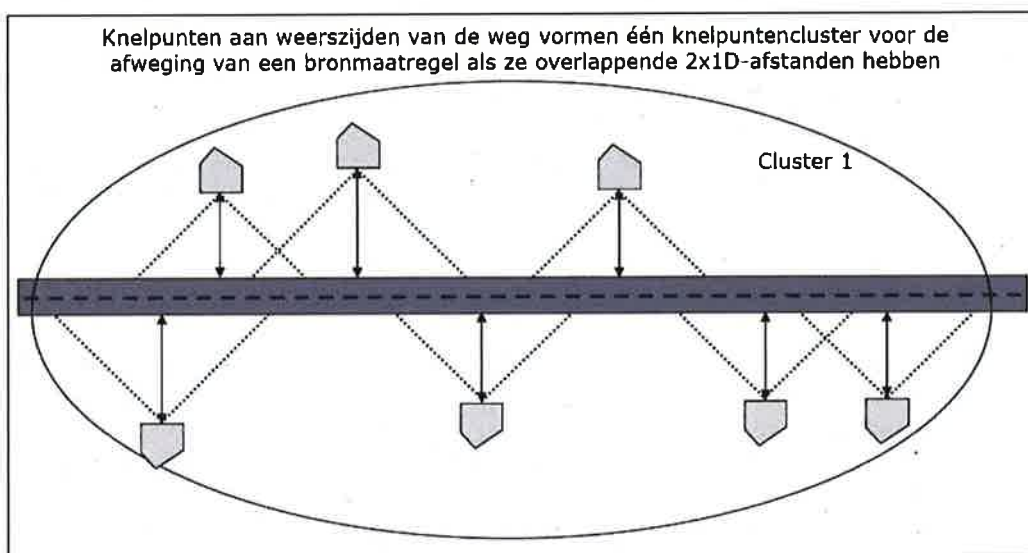 Knelpunten aan weerszijden van de weg vormen één knelpuntencluster voor de
afweging van een bronmaatregel als ze overlappende 2x1D-afstanden hebben
Cluster 1